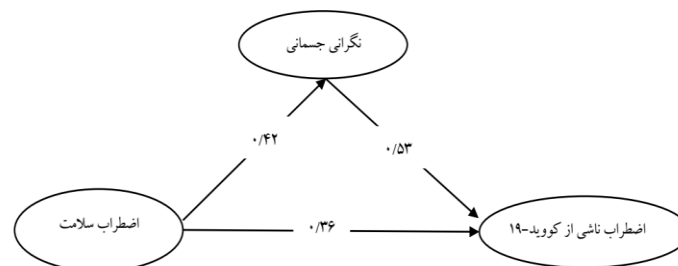 نگرانی جسمانی
۰/۴۲
۰/۵۳
اضطراب سلامت
۰/۳۶
اضطراب ناشی از کووید-۱۹